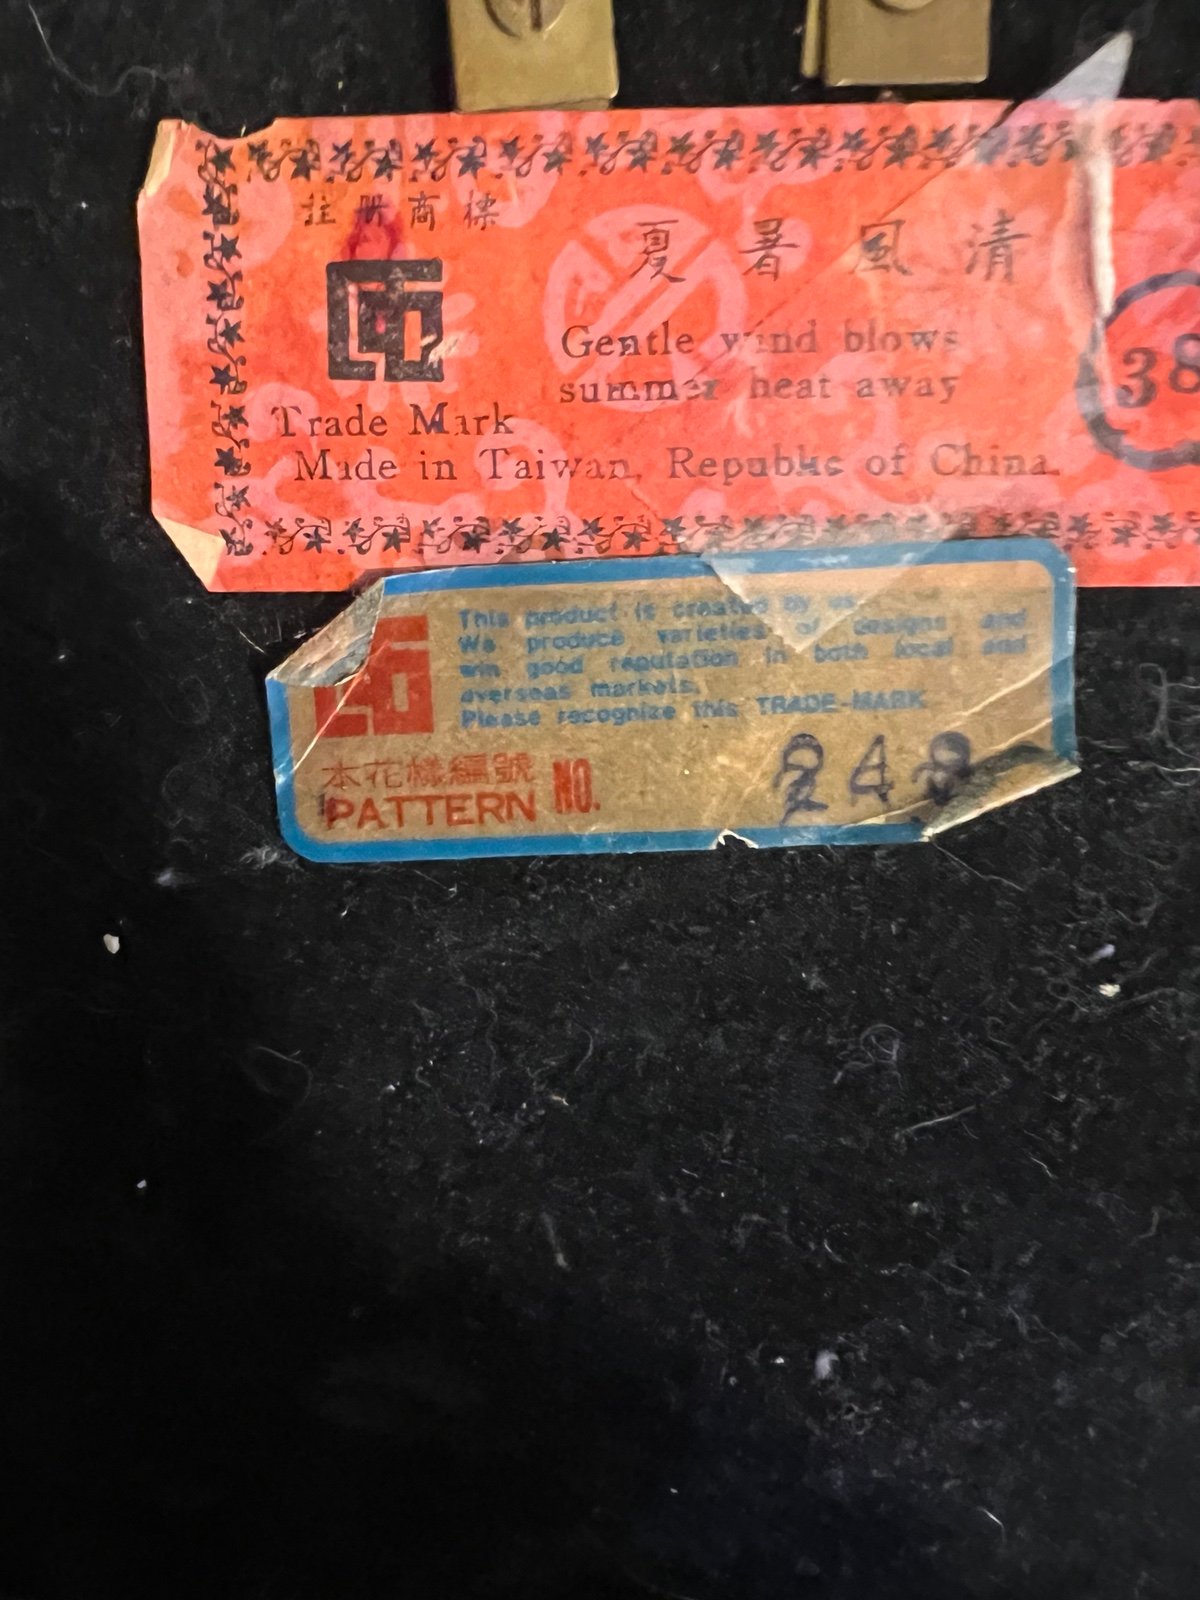 註冊商標
夏暑風清
Gentle wind blows
summer heat away
38
Trade Mark
Made in Taiwan, Republic of China.
This product is created by us.
We produce varieties of designs and
win good reputation in both local and
overseas markets.
Please recognize this TRADE-MARK
本花樣編號
PATTERN NO.